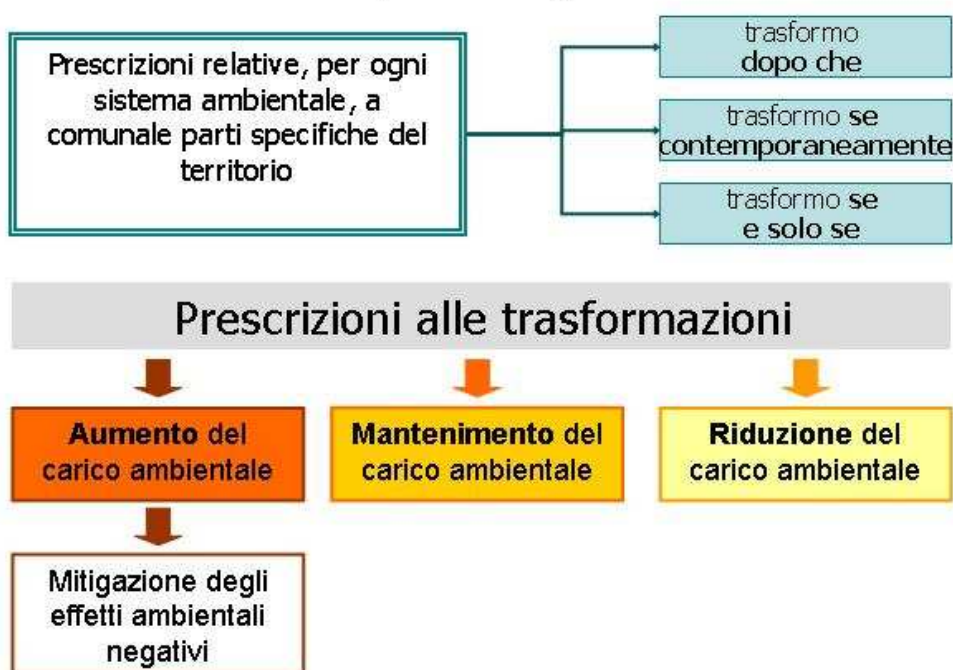 Prescrizioni relative, per ogni
sistema ambientale, a
comunale parti specifiche del
territorio
trasformo
dopo che
trasformo se
contemporaneamente
trasformo se
e solo se
Prescrizioni alle trasformazioni
Aumento del
carico ambientale
Mantenimento del
carico ambientale
Riduzione del
carico ambientale
Mitigazione degli
effetti ambientali
negativi